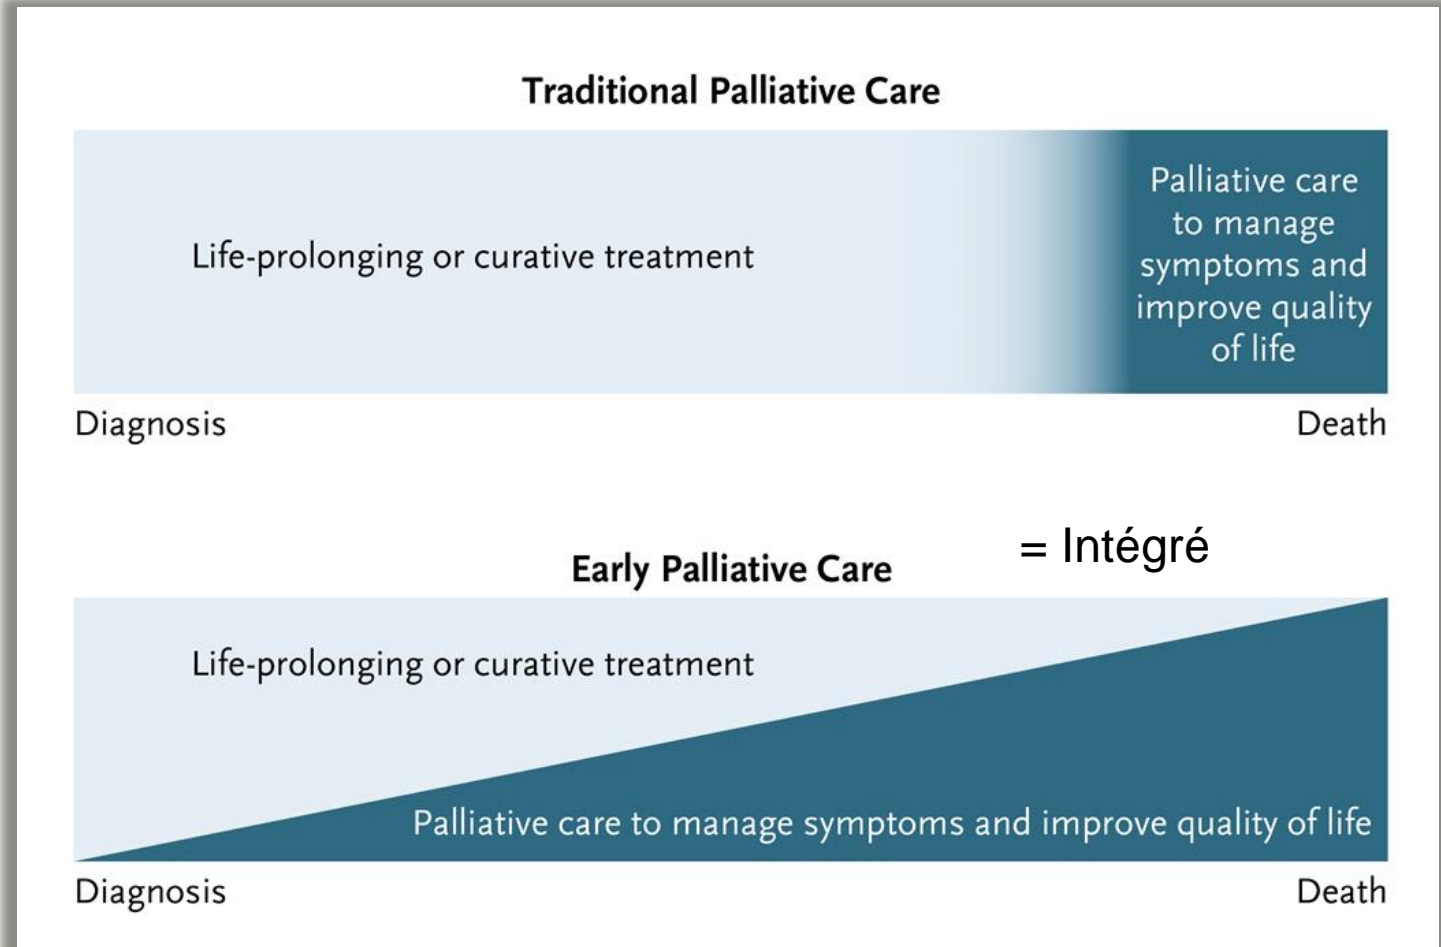 Traditional Palliative Care
Life-prolonging or curative treatment
Palliative care
to manage
symptoms and
improve quality
of life
Diagnosis
Death
= Intégré
Early Palliative Care
Life-prolonging or curative treatment
Palliative care to manage symptoms and improve quality of life
Diagnosis
Death